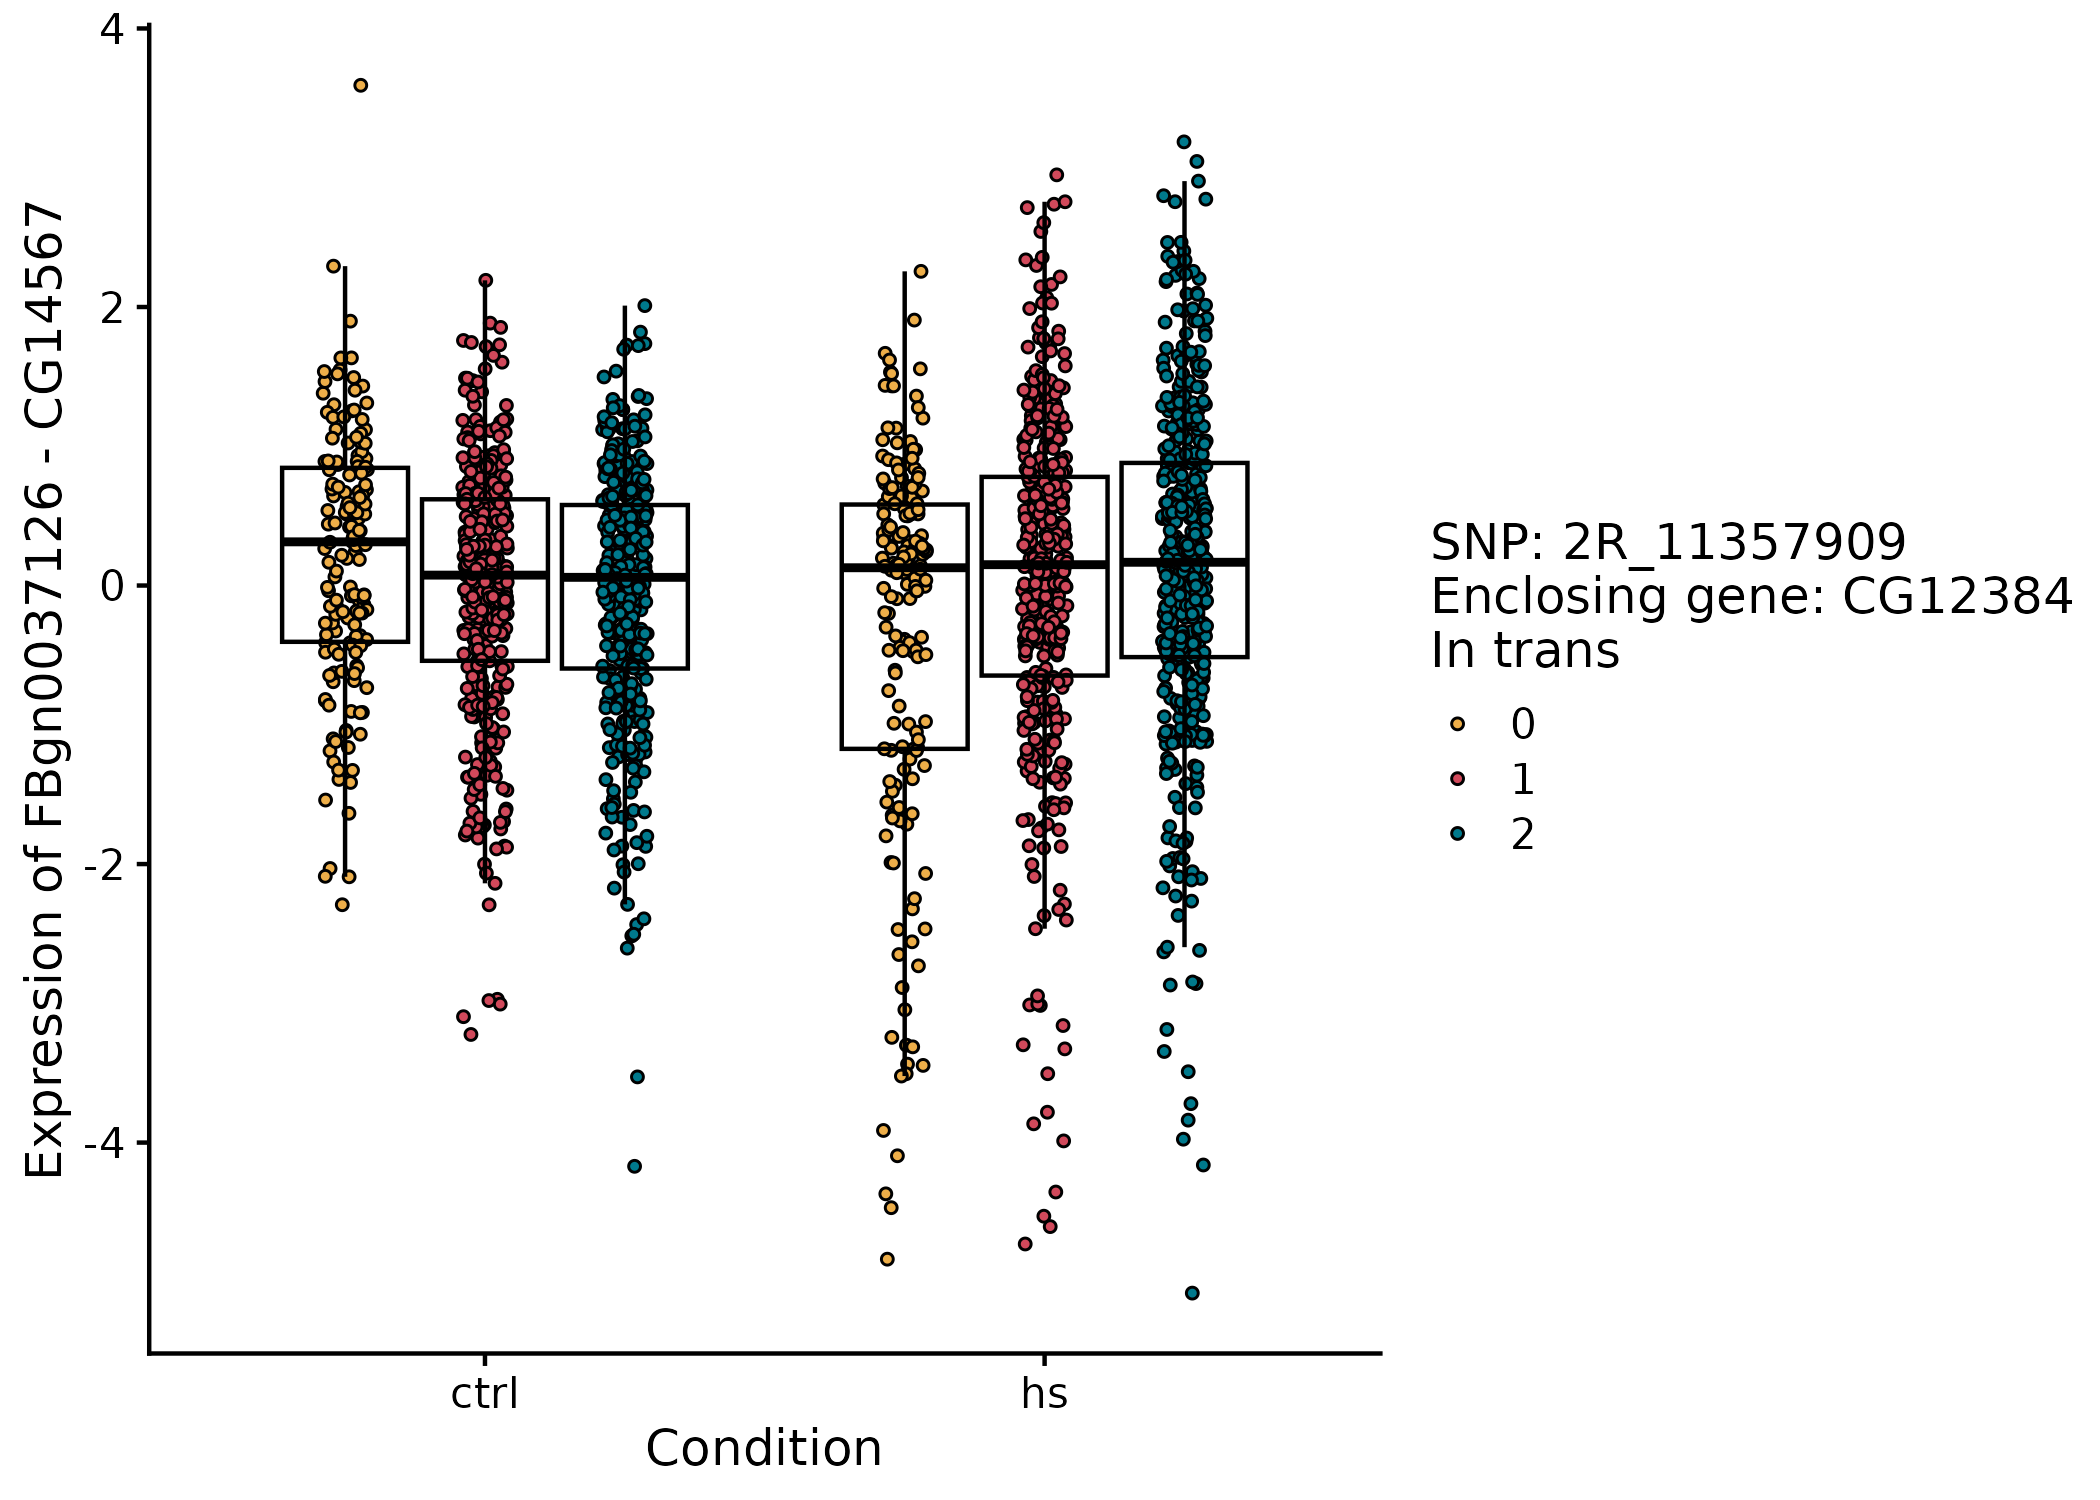 Expression of FBgn0037126 - CG14567
4
2
0
-2
-4
ctrl
hs
Condition
SNP: 2R_11357909
Enclosing gene: CG12384
In trans
0
1
2